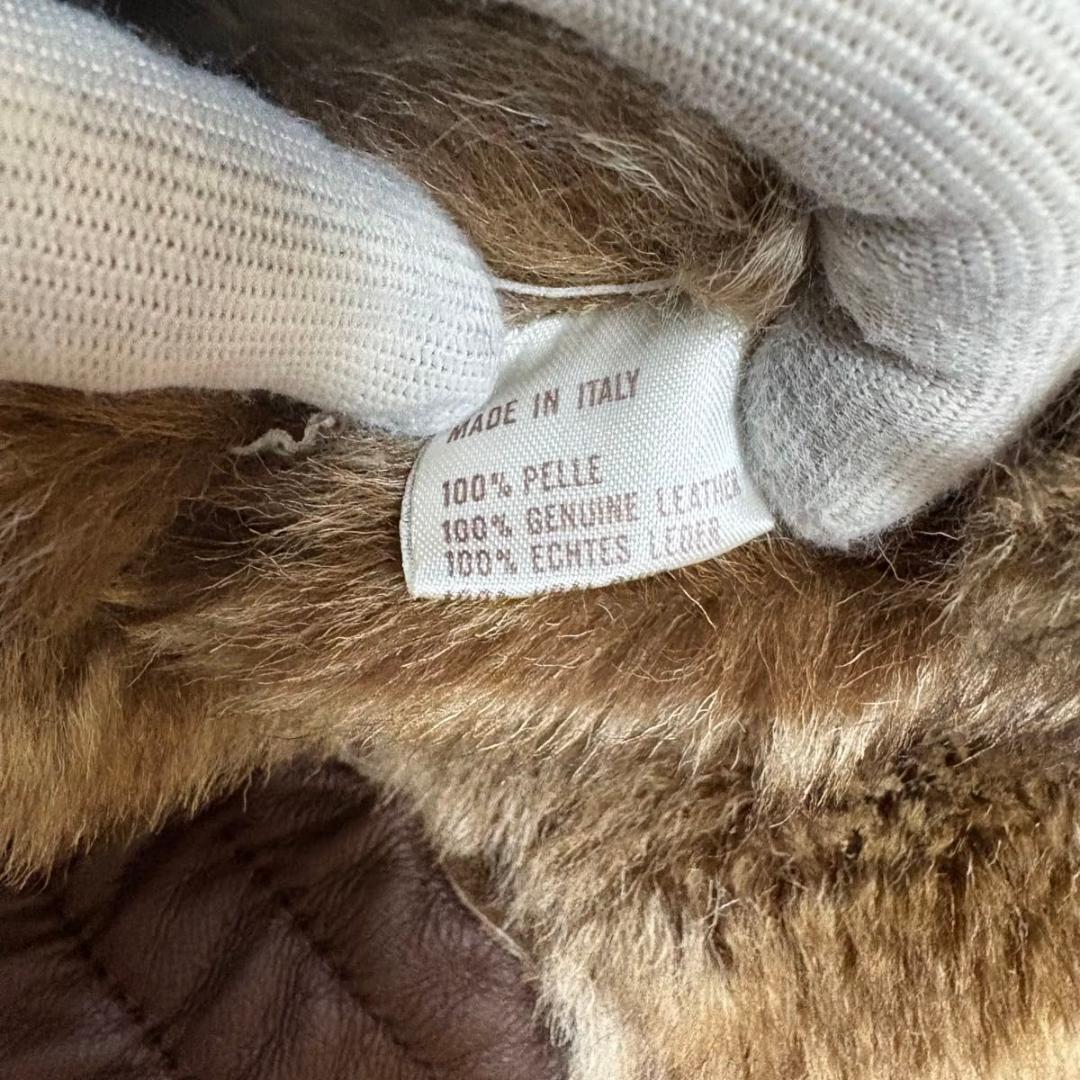 MADE IN ITALY
100% PELLE
100% GENUINE LEATHER
100% ECHTES LEDER